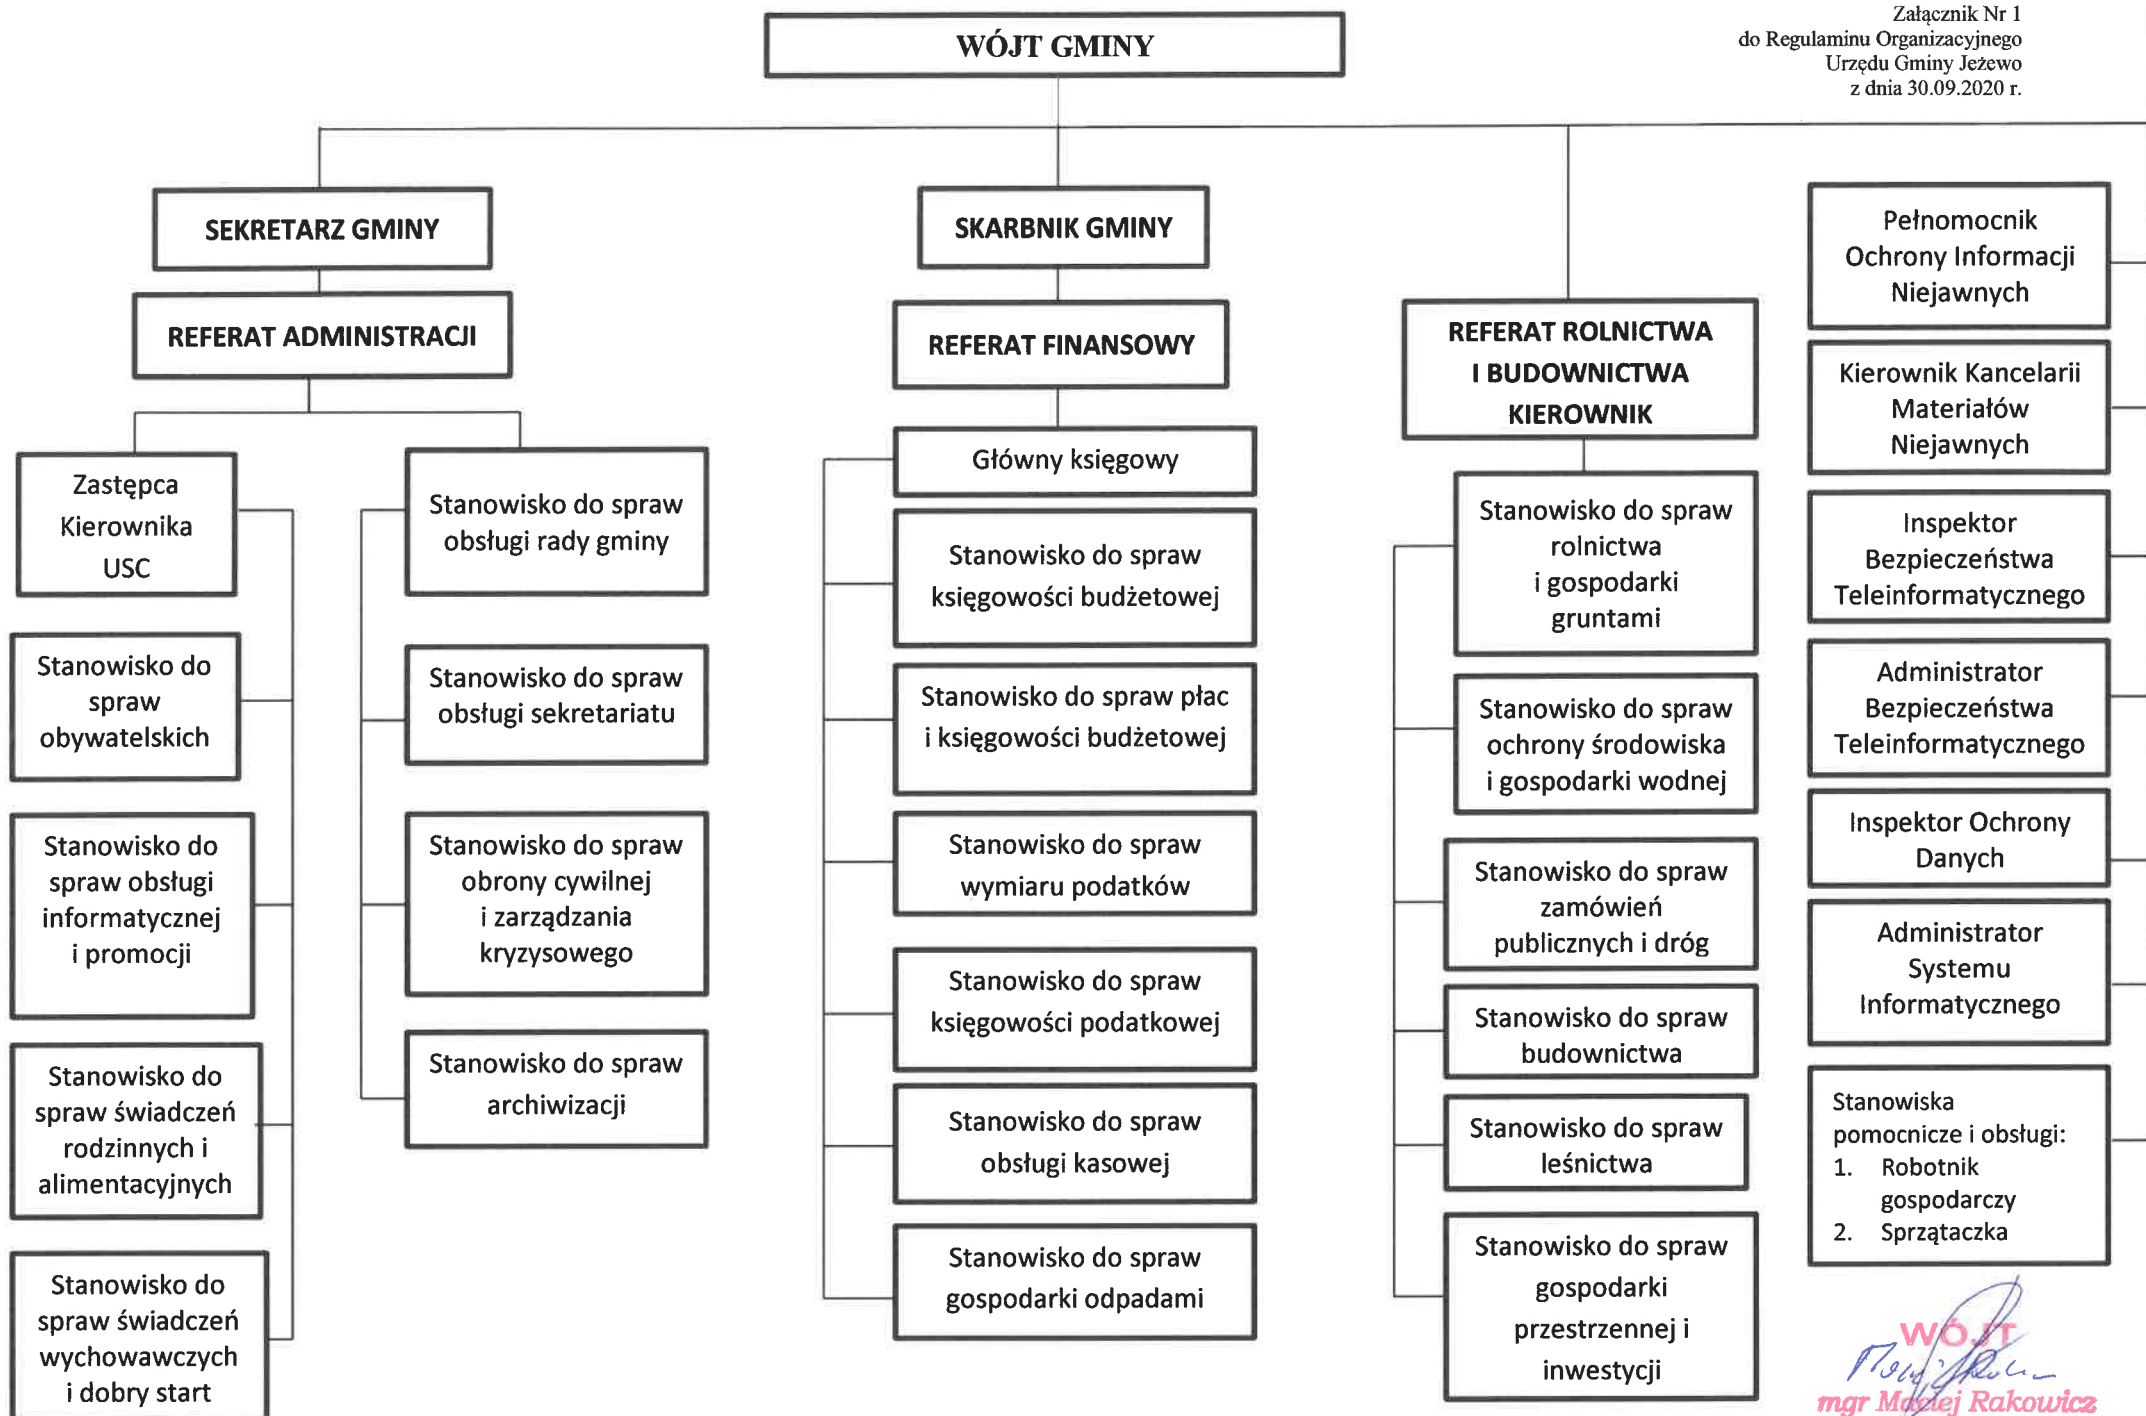 Załącznik Nr 1
do Regulaminu Organizacyjnego
Urzędu Gminy Jeżewo
z dnia 30.09.2020 r.
WÓJT GMINY
SEKRETARZ GMINY
REFERAT ADMINISTRACJI
Zastępca
Kierownika
USC
Stanowisko do
spraw
obywatelskich
Stanowisko do
spraw obsługi
informatycznej
i promocji
Stanowisko do
spraw świadczeń
rodzinnych i
alimentacyjnych
Stanowisko do
spraw świadczeń
wychowawczych
i dobry start
Stanowisko do spraw
obsługi rady gminy
Stanowisko do spraw
obsługi sekretariatu
Stanowisko do spraw
obrony cywilnej
i zarządzania
kryzysowego
Stanowisko do spraw
archiwizacji
SKARBNIK GMINY
REFERAT FINANSOWY
Główny księgowy
Stanowisko do spraw
księgowości budżetowej
Stanowisko do spraw płac
i księgowości budżetowej
Stanowisko do spraw
wymiaru podatków
Stanowisko do spraw
księgowości podatkowej
Stanowisko do spraw
obsługi kasowej
Stanowisko do spraw
gospodarki odpadami
REFERAT ROLNICTWA
I BUDOWNICTWA
KIEROWNIK
Stanowisko do spraw
rolnictwa
i gospodarki
gruntami
Stanowisko do spraw
ochrony środowiska
i gospodarki wodnej
Stanowisko do spraw
zamówień
publicznych i dróg
Stanowisko do spraw
budownictwa
Stanowisko do spraw
leśnictwa
Stanowisko do spraw
gospodarki
przestrzennej i
inwestycji
Pełnomocnik
Ochrony Informacji
Niejawnych
Kierownik Kancelarii
Materiałów
Niejawnych
Inspektor
Bezpieczeństwa
Teleinformatycznego
Administrator
Bezpieczeństwa
Teleinformatycznego
Inspektor Ochrony
Danych
Administrator
Systemu
Informatycznego
Stanowiska
pomocnicze i obsługi:
1. Robotnik
gospodarczy
2. Sprzątaczka
WÓJT
mgr Maciej Rakowicz